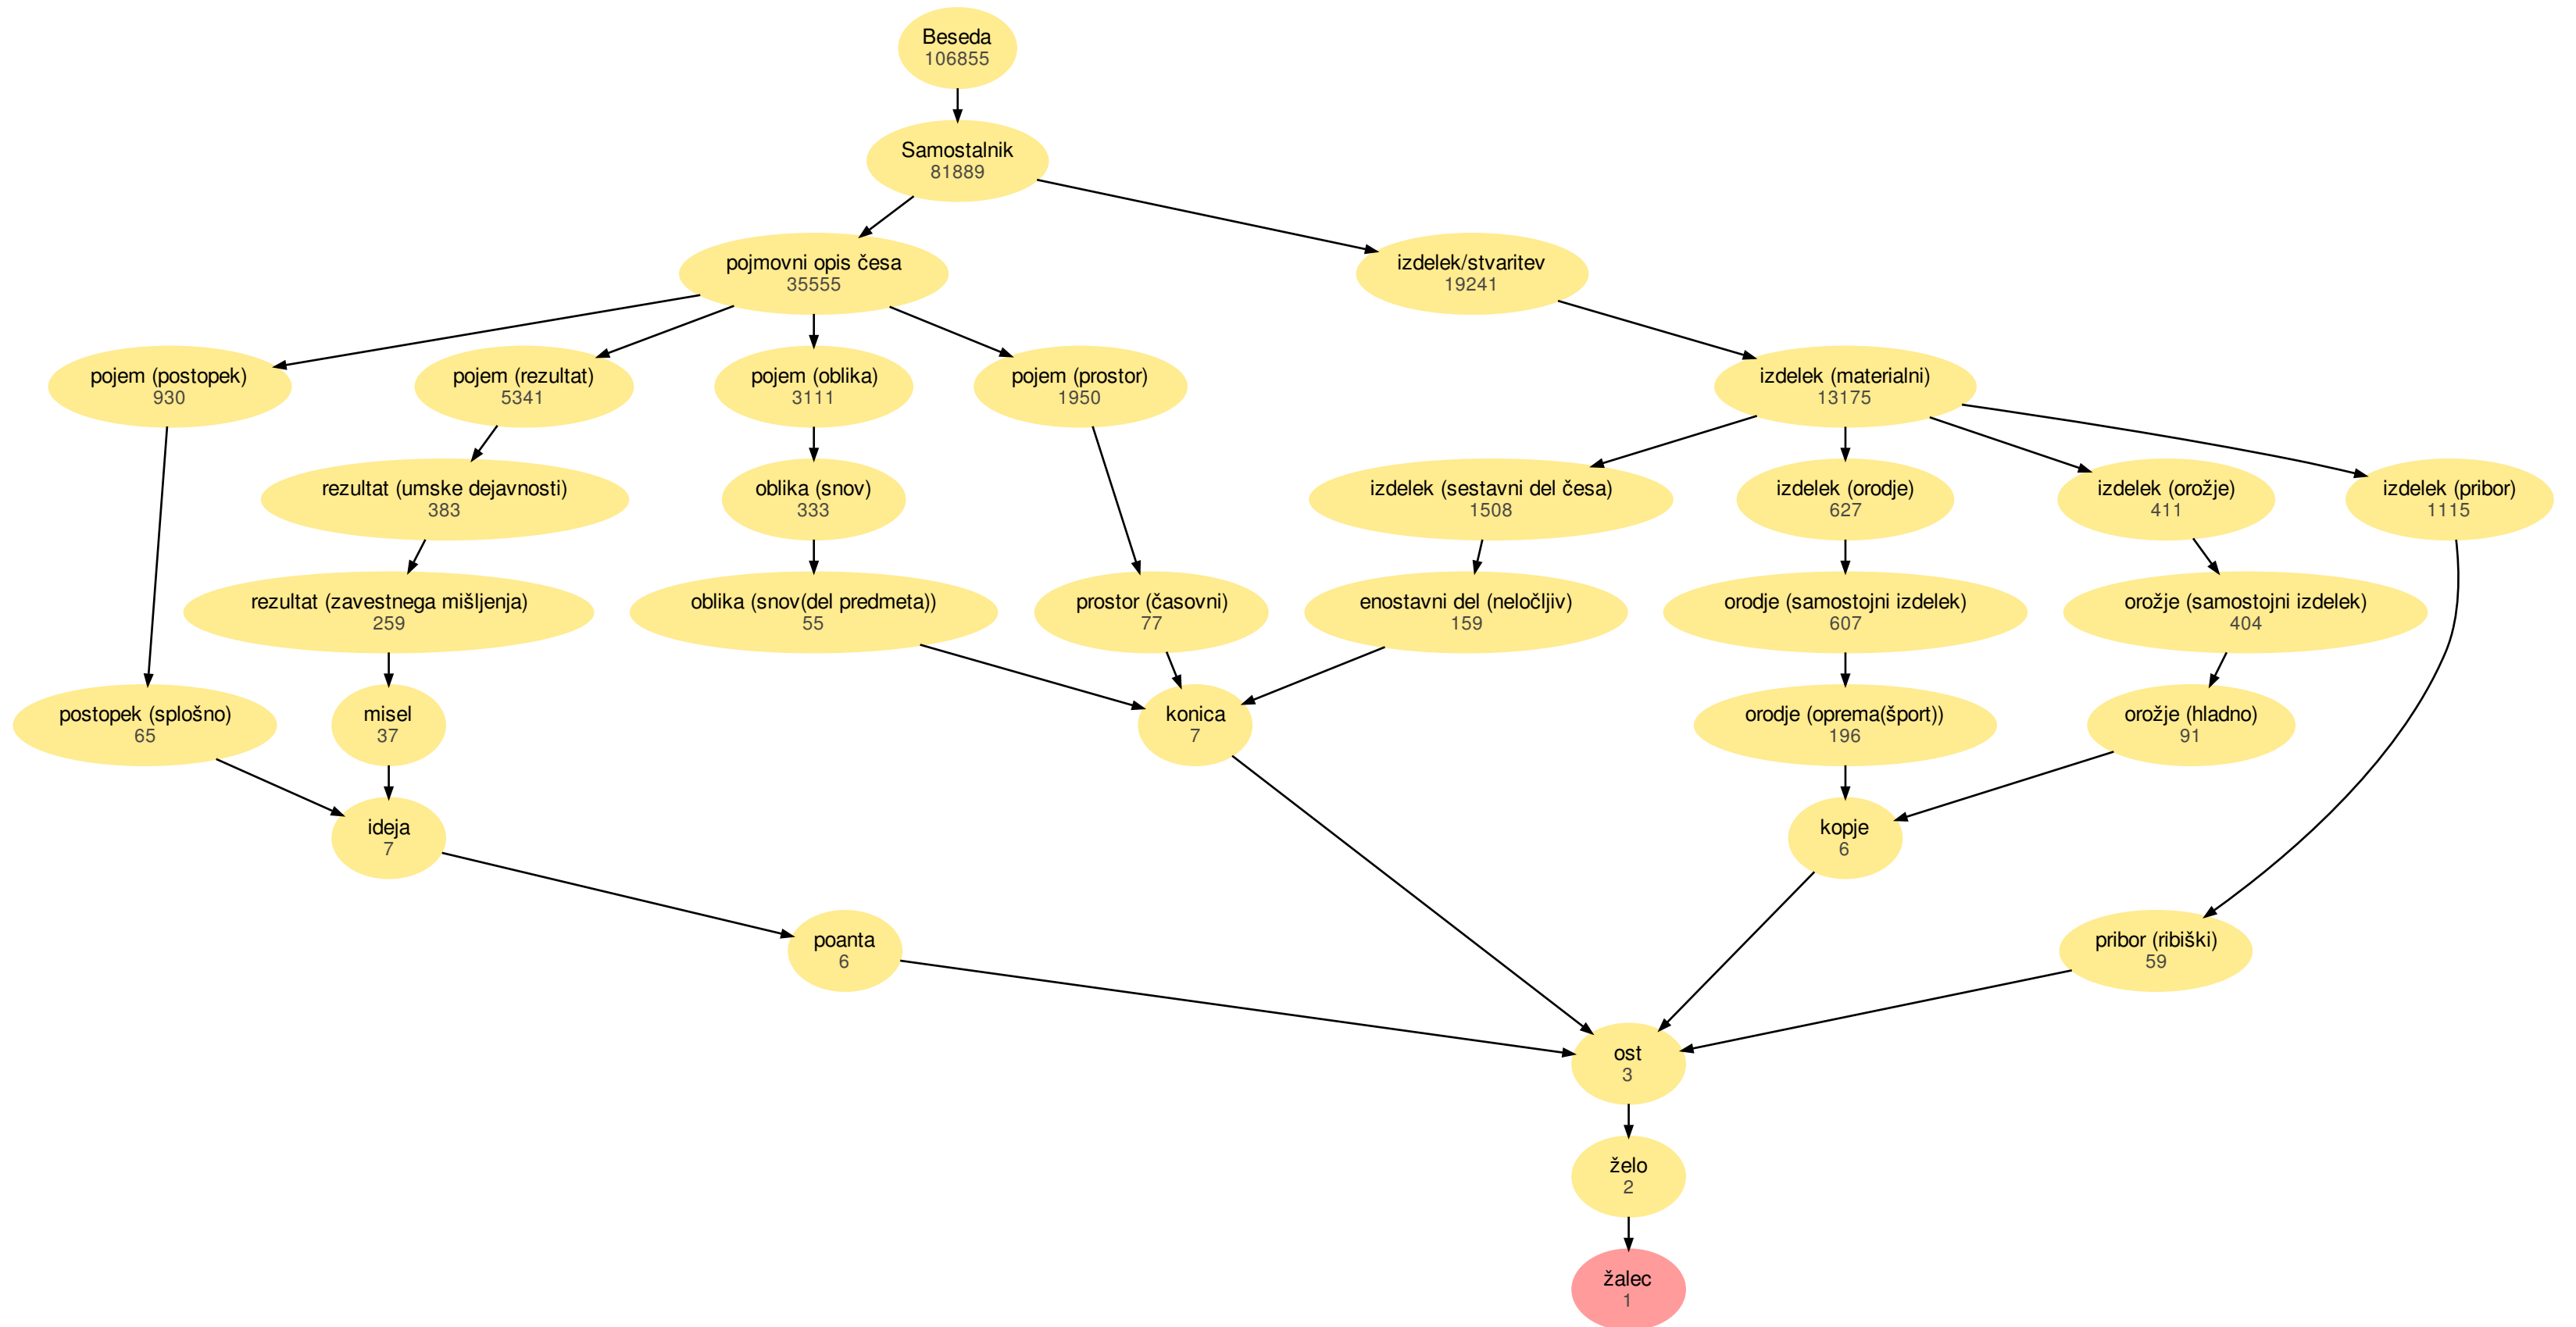 Beseda
106855
Samostalnik
81889
pojmovni opis česa
35555
izdelek/stvaritev
19241
pojem (postopek)
930
pojem (rezultat)
5341
pojem (oblika)
3111
pojem (prostor)
1950
izdelek (materialni)
13175
rezultat (umske dejavnosti)
383
oblika (snov)
333
izdelek (sestavni del česa)
1508
izdelek (orodje)
627
izdelek (orožje)
411
izdelek (pribor)
1115
rezultat (zavestnega mišljenja)
259
oblika (snov(del predmeta))
55
prostor (časovni)
77
enostavni del (neločljiv)
159
orodje (samostojni izdelek)
607
orožje (samostojni izdelek)
404
postopek (splošno)
65
misel
37
konica
7
orodje (oprema(šport))
196
orožje (hladno)
91
ideja
7
kopje
6
poanta
6
pribor (ribiški)
59
ost
3
želo
2
žalec
1